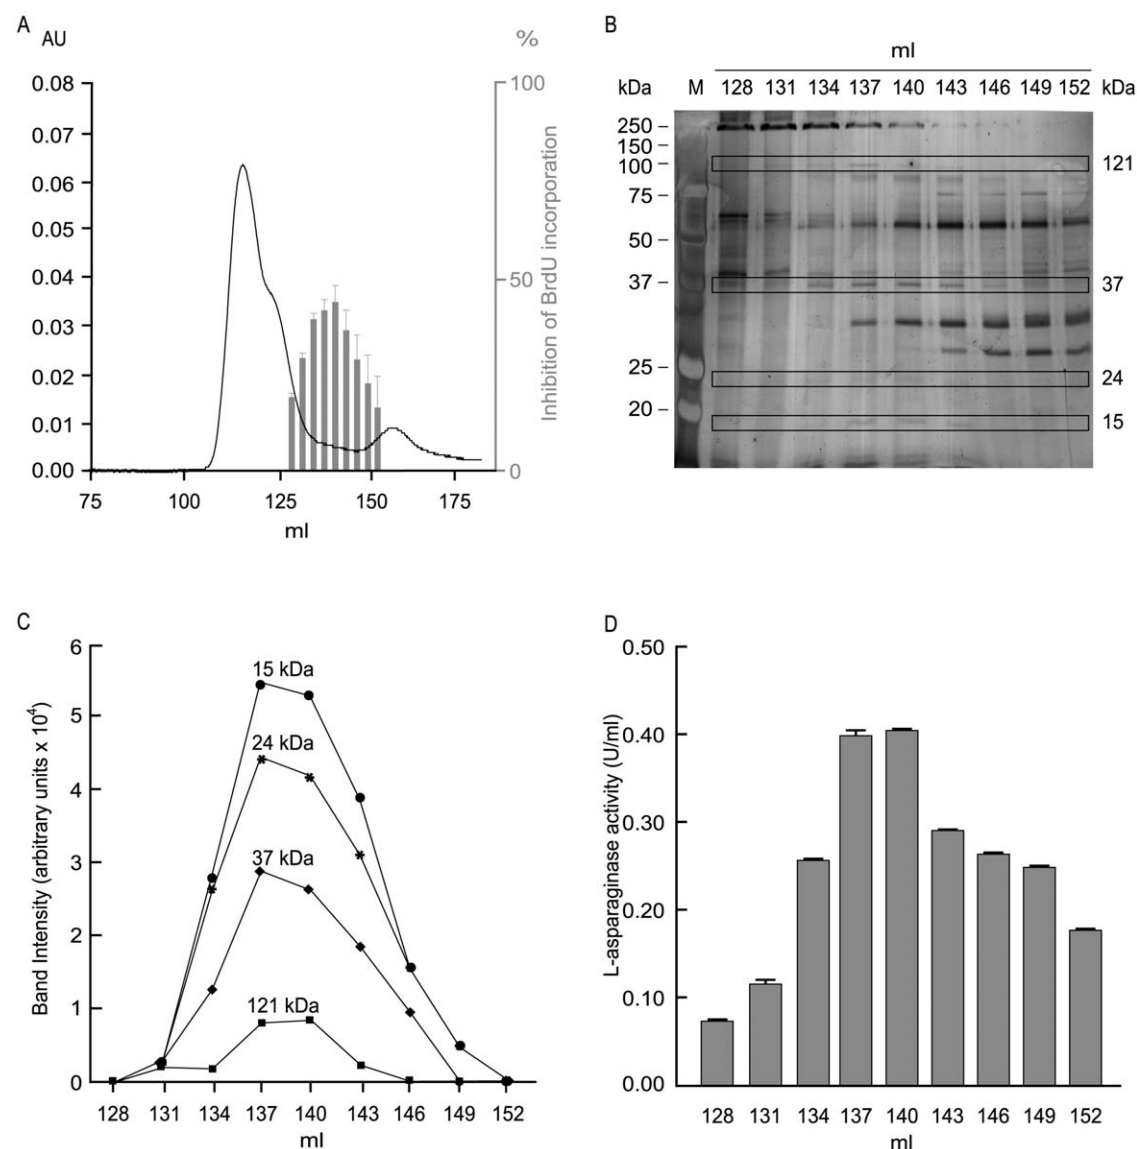 A
AU
%
0.08
0.07
0.06
0.05
0.04
0.03
0.02
0.01
0.00
100
50
0
Inhibition of BrdU incorporation
75 100 125 150 175
ml
B
ml
kDa M 128 131 134 137 140 143 146 149 152 kDa
250
150
100
75
50
37
25
20
121
37
24
15
C
6
5
4
3
2
1
0
Band Intensity (arbitrary units x 10⁴)
15 kDa
24 kDa
37 kDa
121 kDa
128 131 134 137 140 143 146 149 152
ml
D
0.50
0.40
0.30
0.20
0.10
0.00
L-asparaginase activity (U/ml)
128 131 134 137 140 143 146 149 152
ml